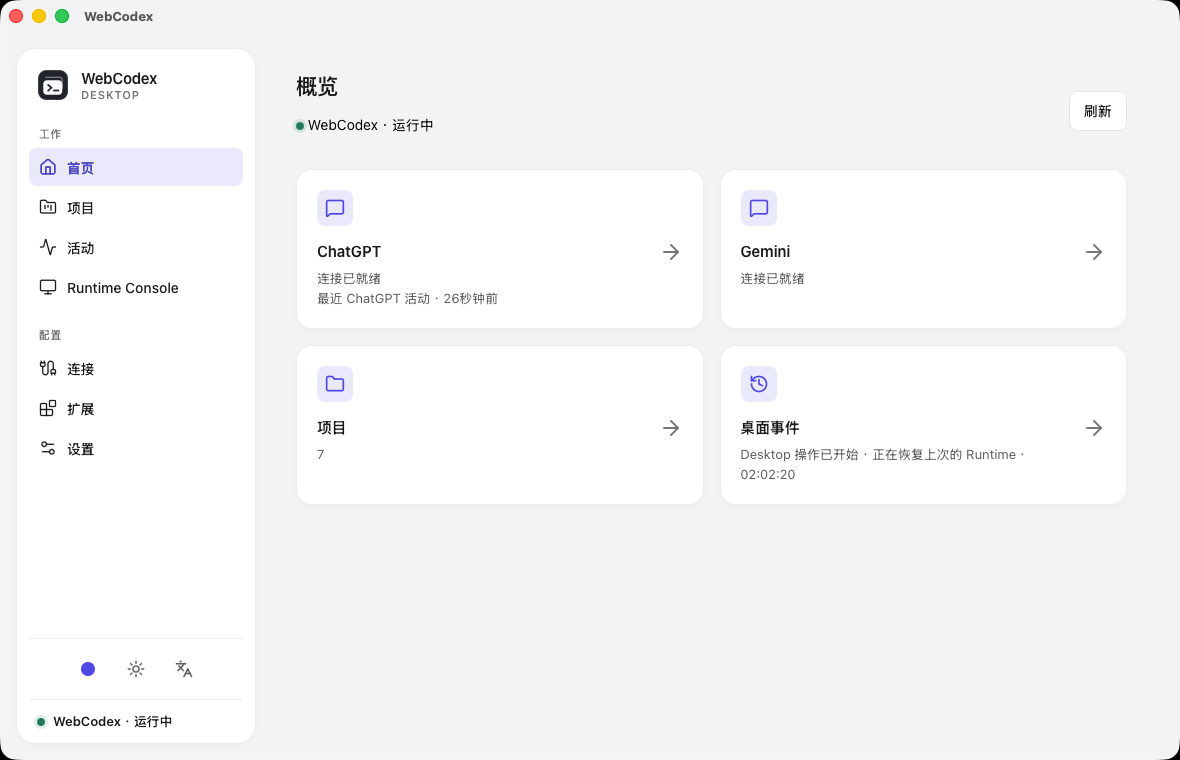 WebCodex
WebCodex
DESKTOP
工作
首页
项目
活动
Runtime Console
配置
连接
扩展
设置
WebCodex · 运行中
概览
WebCodex · 运行中
刷新
ChatGPT
连接已就绪
最近 ChatGPT 活动 · 26秒钟前
Gemini
连接已就绪
项目
7
桌面事件
Desktop 操作已开始 · 正在恢复上次的 Runtime ·
02:02:20